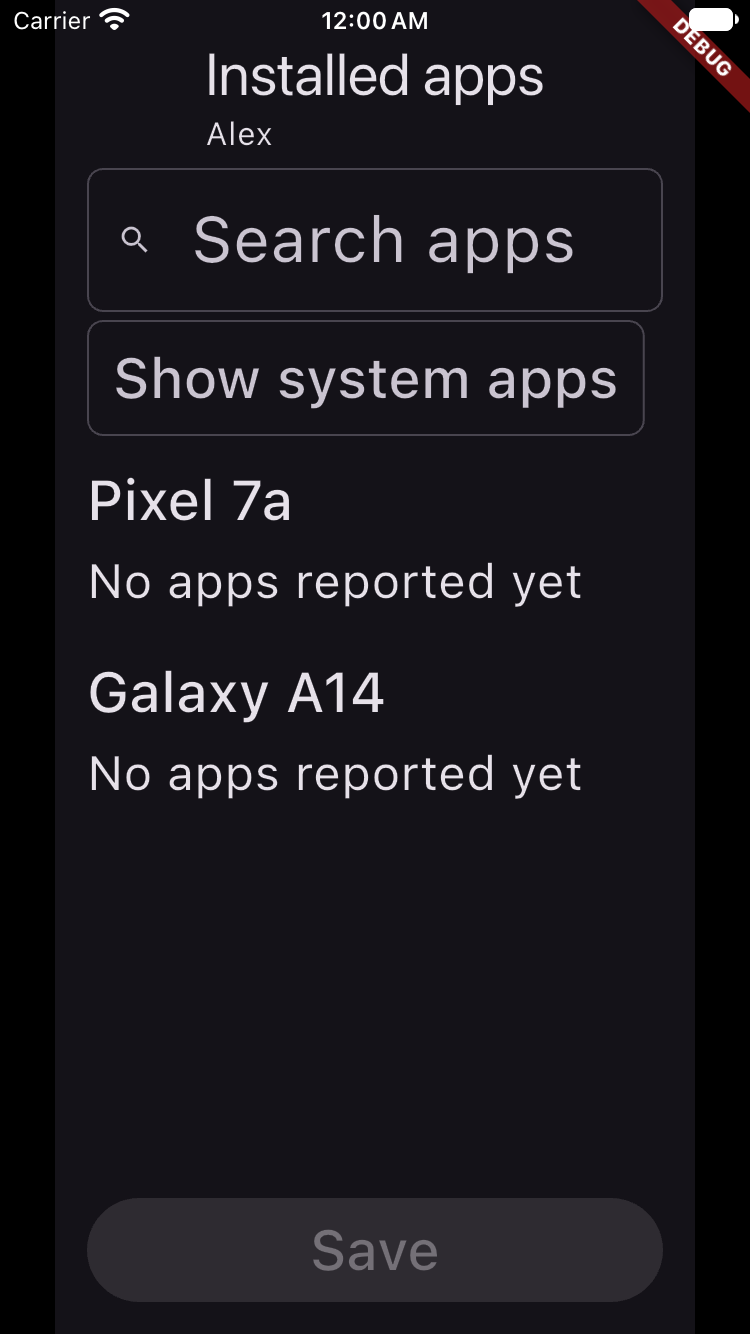 Carrier 12:00 AM
DEBUG
Installed apps
Alex
Search apps
Show system apps
Pixel 7a
No apps reported yet
Galaxy A14
No apps reported yet
Save